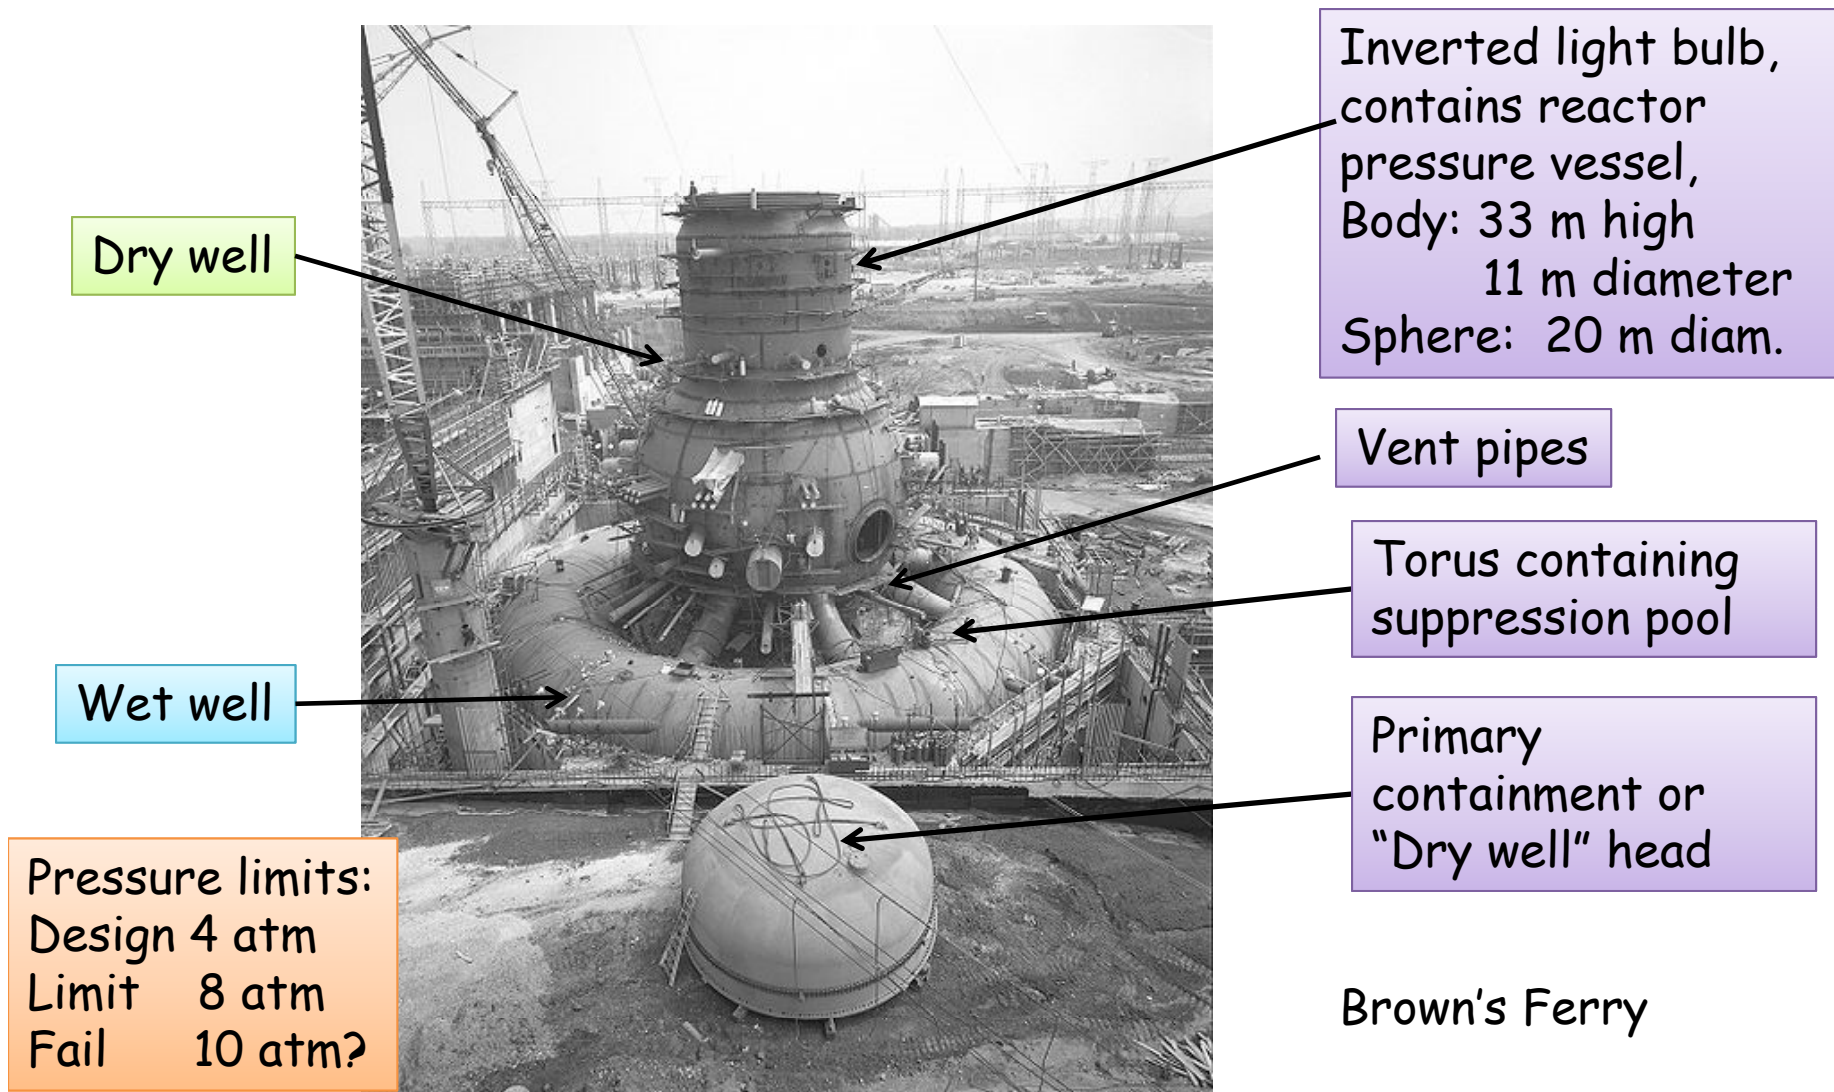 Dry well
Wet well
Pressure limits:
Design 4 atm
Limit 8 atm
Fail 10 atm?
Inverted light bulb,
contains reactor
pressure vessel,
Body: 33 m high
11 m diameter
Sphere: 20 m diam.
Vent pipes
Torus containing
suppression pool
Primary
containment or
“Dry well” head
Brown’s Ferry